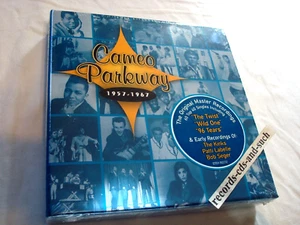 Cameo
Parkway
1957-1967
The Original Master Recordings
"The Twist"
"Wild One"
"96 Tears"
& Early Recordings Of:
The Kinks
Patti Labelle
Bob Seger
records-cds-and-such